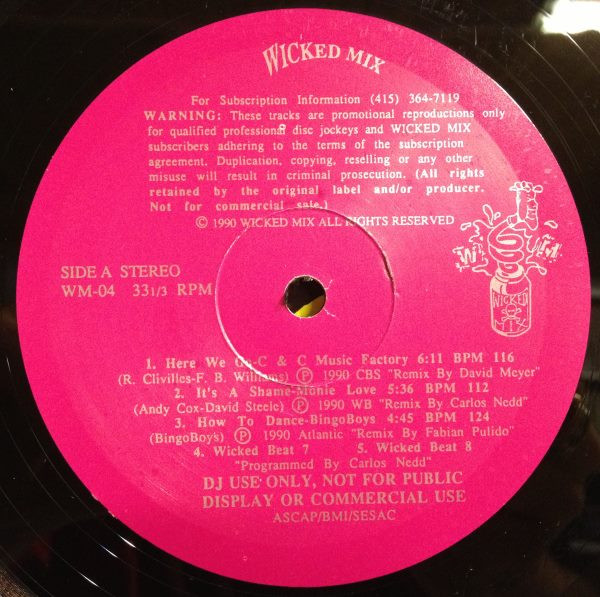 WICKED MIX
For Subscription Information (415) 364-7119
WARNING: These tracks are promotional reproductions only
for qualified professional disc jockeys and WICKED MIX
subscribers adhering to the terms of the subscription
agreement. Duplication, copying, reselling or any other
misuse will result in criminal prosecution. (All rights
retained by the original label and/or producer.
Not for commercial sale.)
© 1990 WICKED MIX ALL RIGHTS RESERVED
SIDE A STEREO
WM-04 33 1/3 RPM
WICKED
MIX
1. Here We Go-C & C Music Factory 6:11 BPM 116
(R. Clivilles-F. B. Williams) Ⓟ 1990 CBS "Remix By David Meyer"
2. It's A Shame-Monie Love 5:36 BPM 112
(Andy Cox-David Steele) Ⓟ 1990 WB "Remix By Carlos Nedd"
3. How To Dance-BingoBoys 4:45 BPM 124
(BingoBoys) Ⓟ 1990 Atlantic "Remix By Fabian Pulido"
4. Wicked Beat 7 5. Wicked Beat 8
"Programmed By Carlos Nedd"
DJ USE ONLY, NOT FOR PUBLIC
DISPLAY OR COMMERCIAL USE
ASCAP/BMI/SESAC